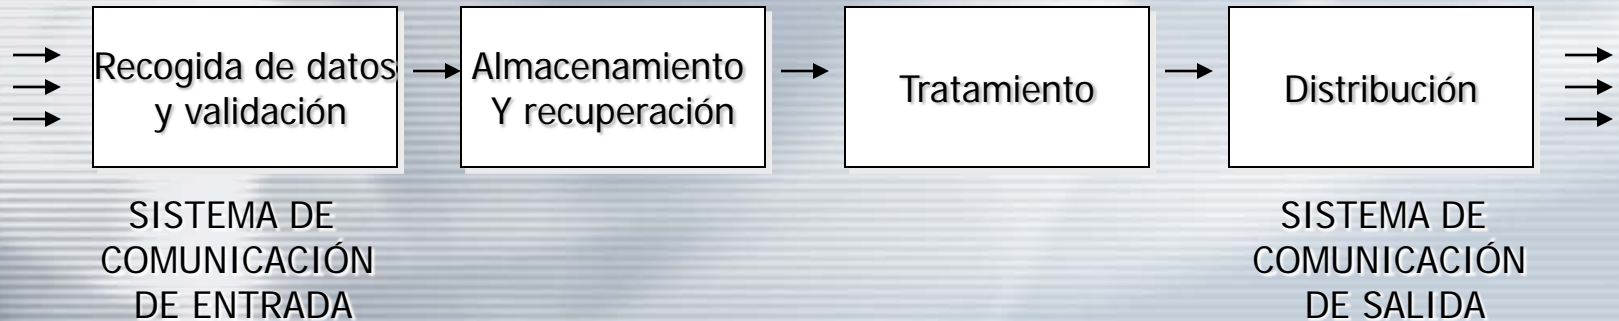 Recogida de datos
y validación
Almacenamiento
Y recuperación
Tratamiento
Distribución
SISTEMA DE
COMUNICACIÓN
DE ENTRADA
SISTEMA DE
COMUNICACIÓN
DE SALIDA